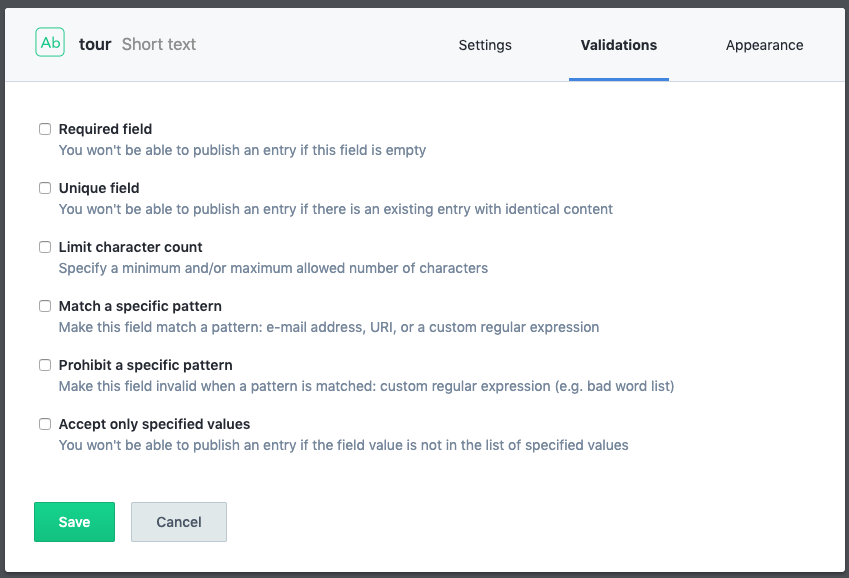 Ab tour Short text Settings Validations Appearance
Required field
You won't be able to publish an entry if this field is empty
Unique field
You won't be able to publish an entry if there is an existing entry with identical content
Limit character count
Specify a minimum and/or maximum allowed number of characters
Match a specific pattern
Make this field match a pattern: e-mail address, URI, or a custom regular expression
Prohibit a specific pattern
Make this field invalid when a pattern is matched: custom regular expression (e.g. bad word list)
Accept only specified values
You won't be able to publish an entry if the field value is not in the list of specified values
Save Cancel